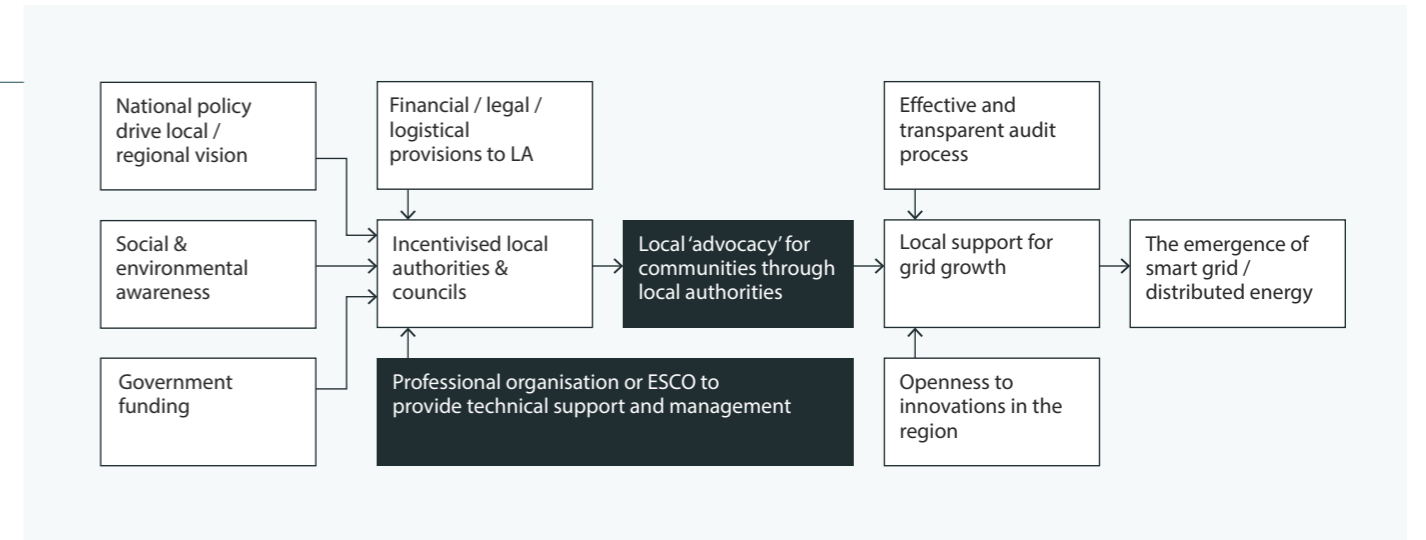 National policy
drive local /
regional vision
Financial / legal /
logistical
provisions to LA
Effective and
transparent audit
process
Social &
environmental
awareness
Incentivised local
authorities &
councils
Local ‘advocacy’ for
communities through
local authorities
Local support for
grid growth
The emergence of
smart grid /
distributed energy
Government
funding
Professional organisation or ESCO to
provide technical support and management
Openness to
innovations in the
region